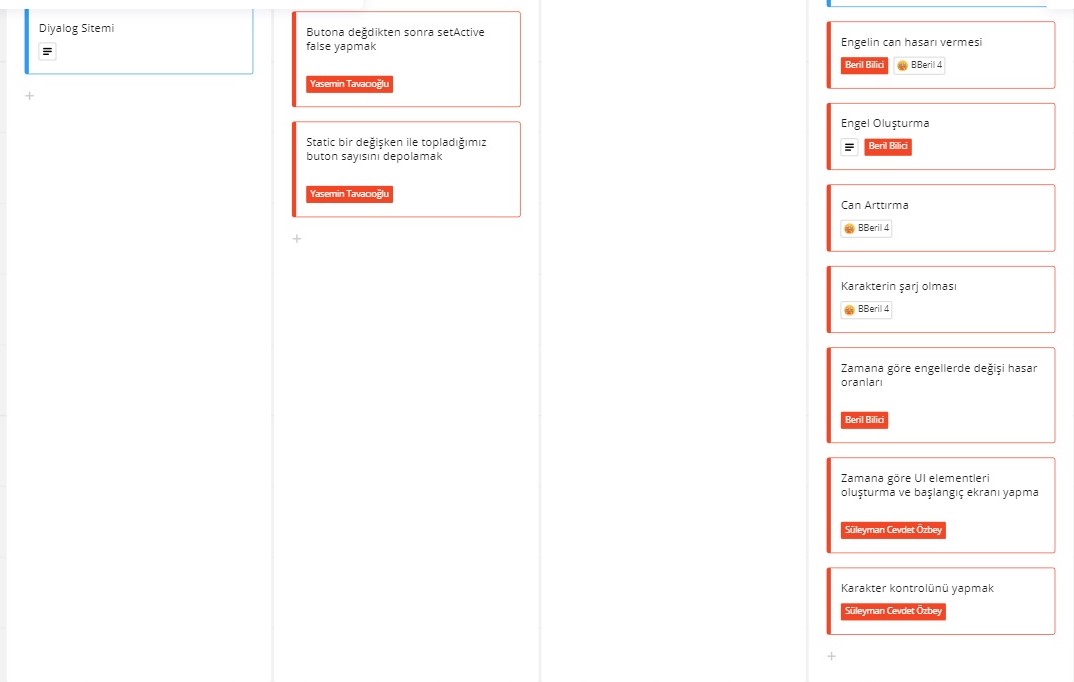 Diyalog Sitemi
Butona değdikten sonra setActive
false yapmak
Yasemin Tavacıoğlu
Static bir değişken ile topladığımız
buton sayısını depolamak
Yasemin Tavacıoğlu
Engelin can hasarı vermesi
Beril Bilici
BBeril 4
Engel Oluşturma
Beril Bilici
Can Arttırma
BBeril 4
Karakterin şarj olması
BBeril 4
Zamana göre engellerde değişi hasar
oranları
Beril Bilici
Zamana göre UI elementleri
oluşturma ve başlangıç ekranı yapma
Süleyman Cevdet Özbey
Karakter kontrolünü yapmak
Süleyman Cevdet Özbey